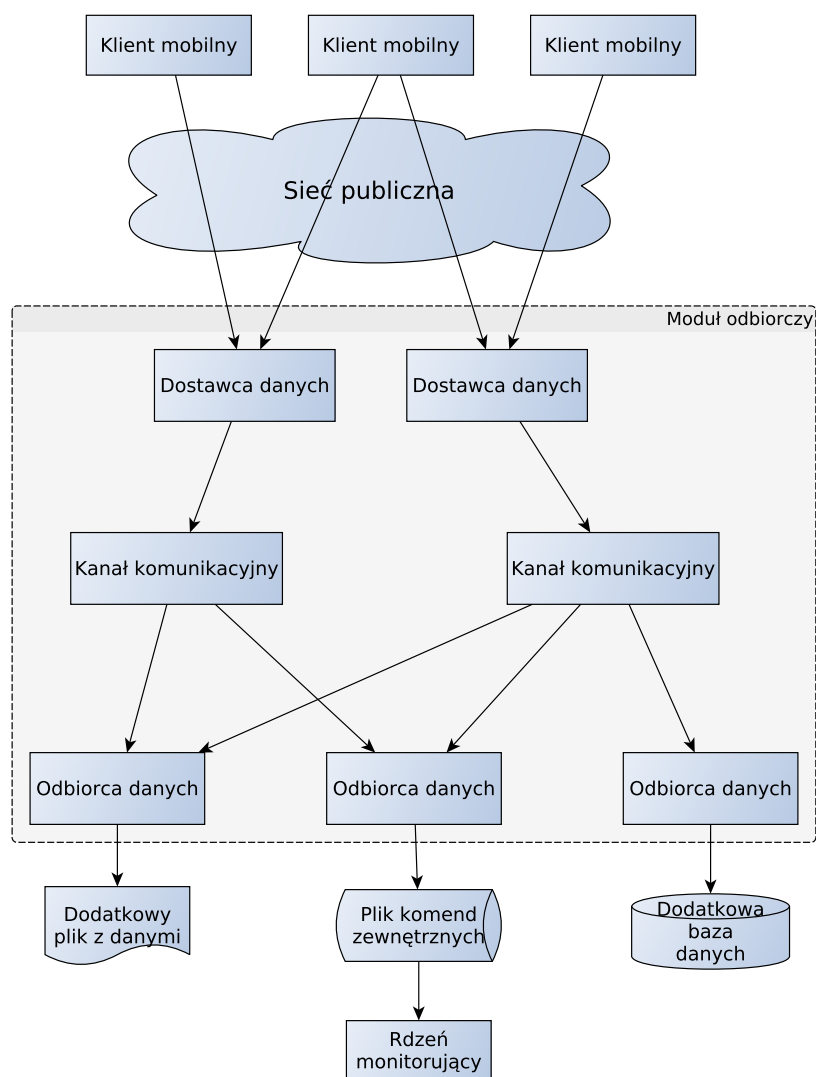 Klient mobilny
Klient mobilny
Klient mobilny
Sieć publiczna
Moduł odbiorczy
Dostawca danych
Dostawca danych
Kanał komunikacyjny
Kanał komunikacyjny
Odbiorca danych
Odbiorca danych
Odbiorca danych
Dodatkowy
plik z danymi
Plik komend
zewnętrznych
Dodatkowa
baza
danych
Rdzeń
monitorujący